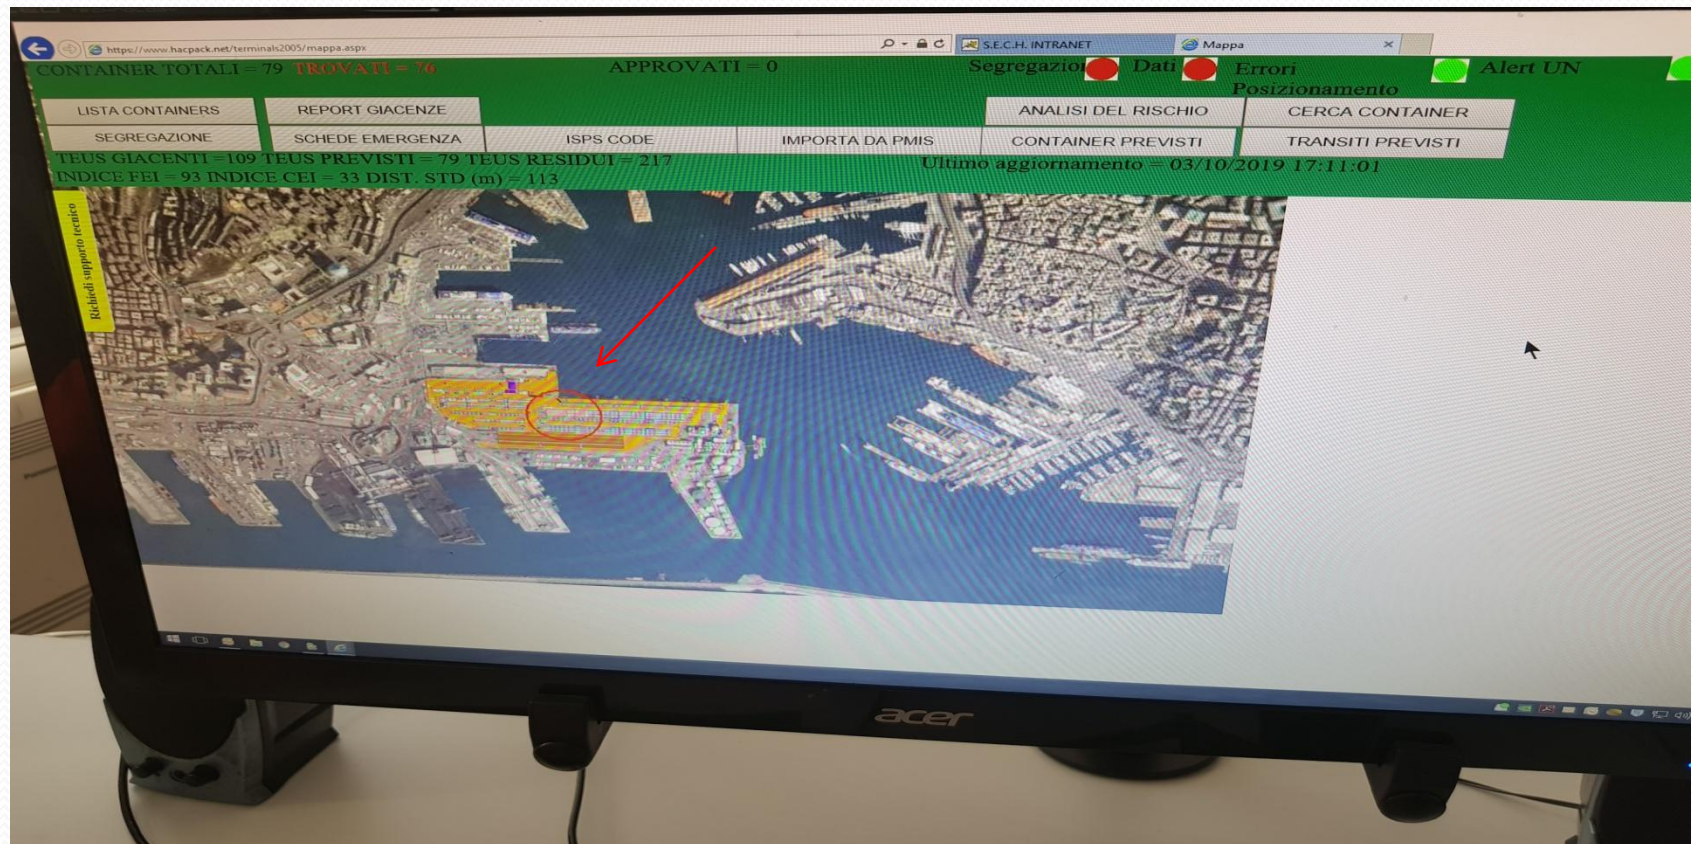 https://www.hacpack.net/terminals2005/mappa.aspx
S.E.C.H. INTRANET
Mappa
CONTAINER TOTALI = 79 TROVATI = 76 APPROVATI = 0 Segregazio Dati Errori Posizionamento Alert UN
LISTA CONTAINERS REPORT GIACENZE ANALISI DEL RISCHIO CERCA CONTAINER
SEGREGAZIONE SCHEDE EMERGENZA ISPS CODE IMPORTA DA PMIS CONTAINER PREVISTI TRANSITI PREVISTI
TEUS GIACENTI =109 TEUS PREVISTI = 79 TEUS RESIDUI = 217 Ultimo aggiornamento = 03/10/2019 17:11:01
INDICE FEI = 93 INDICE CEI = 33 DIST. STD (m) = 113
Richiedi supporto tecnico
acer